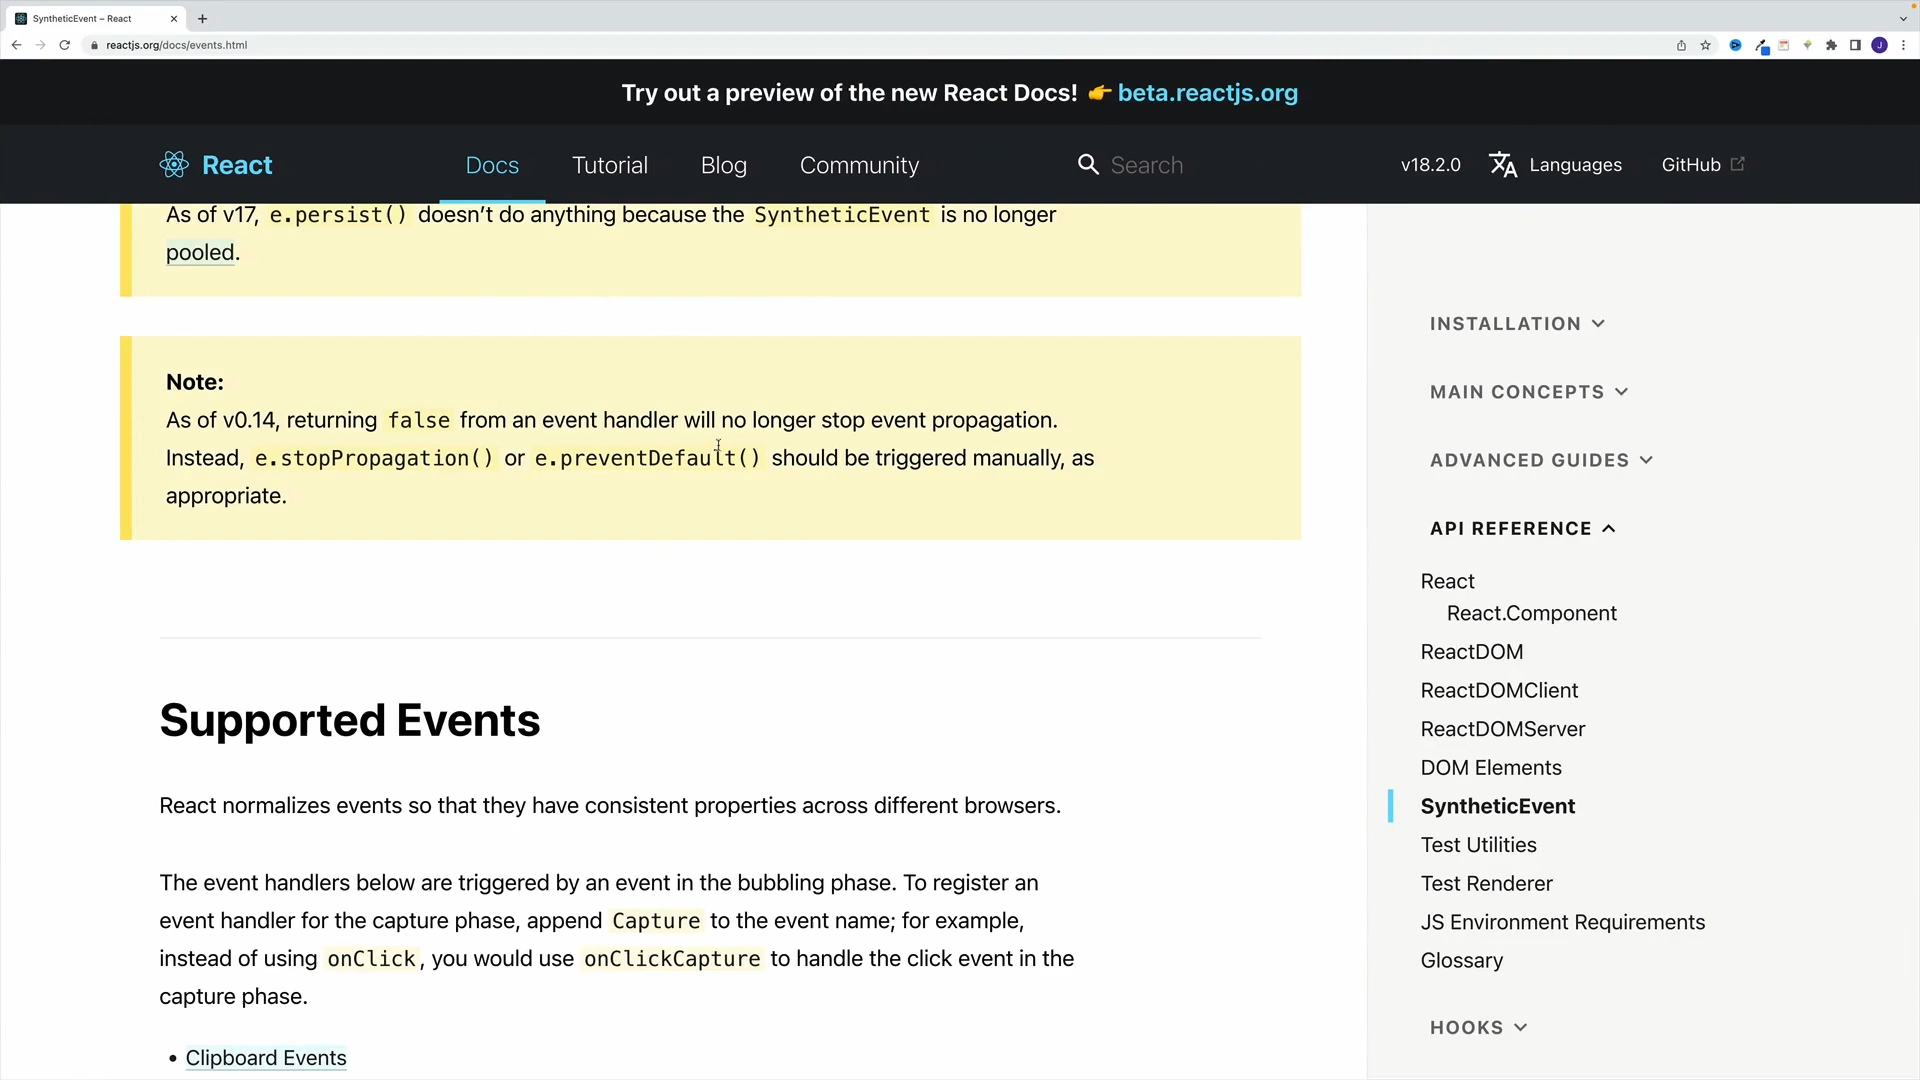 SyntheticEvent – React
reactjs.org/docs/events.html
J
Try out a preview of the new React Docs! 👉 beta.reactjs.org
React
Docs
Tutorial
Blog
Community
Search
v18.2.0
Languages
GitHub
As of v17, e.persist() doesn’t do anything because the SyntheticEvent is no longer
pooled.
Note:
As of v0.14, returning false from an event handler will no longer stop event propagation.
Instead, e.stopPropagation() or e.preventDefault() should be triggered manually, as
appropriate.
Supported Events
React normalizes events so that they have consistent properties across different browsers.
The event handlers below are triggered by an event in the bubbling phase. To register an
event handler for the capture phase, append Capture to the event name; for example,
instead of using onClick, you would use onClickCapture to handle the click event in the
capture phase.
• Clipboard Events
INSTALLATION
MAIN CONCEPTS
ADVANCED GUIDES
API REFERENCE
React
React.Component
ReactDOM
ReactDOMClient
ReactDOMServer
DOM Elements
SyntheticEvent
Test Utilities
Test Renderer
JS Environment Requirements
Glossary
HOOKS